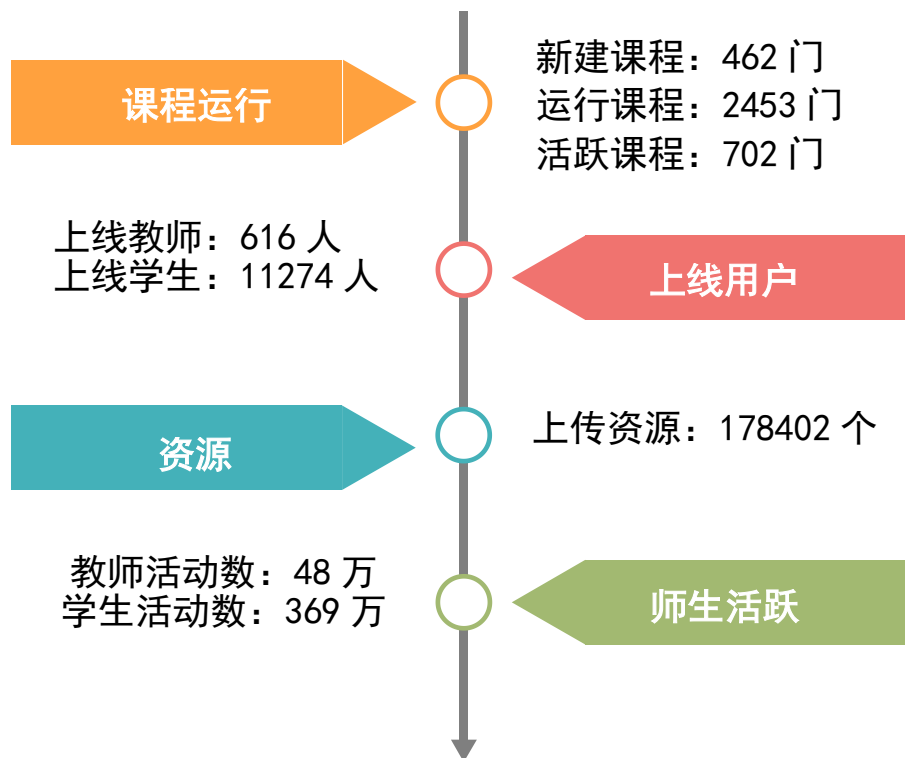 课程运行
新建课程：462 门
运行课程：2453 门
活跃课程：702 门
上线教师：616 人
上线学生：11274 人
上线用户
资源
上传资源：178402 个
教师活动数：48 万
学生活动数：369 万
师生活跃